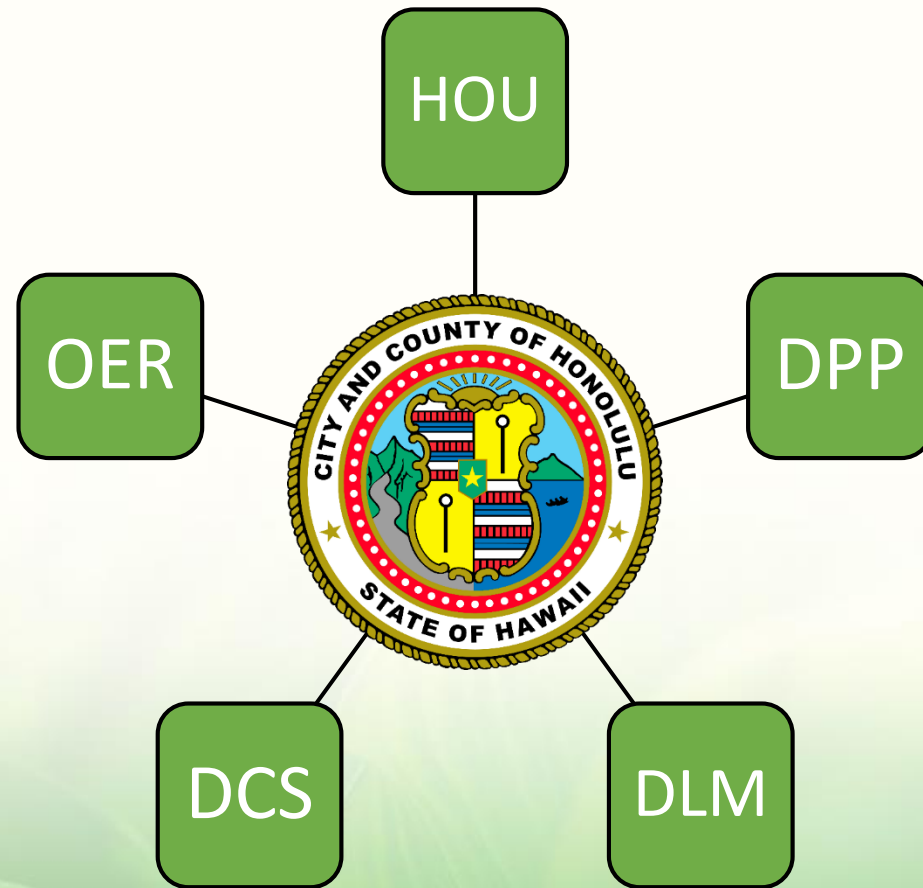 HOU
OER
DPP
CITY AND COUNTY OF HONOLULU
STATE OF HAWAII
DCS
DLM